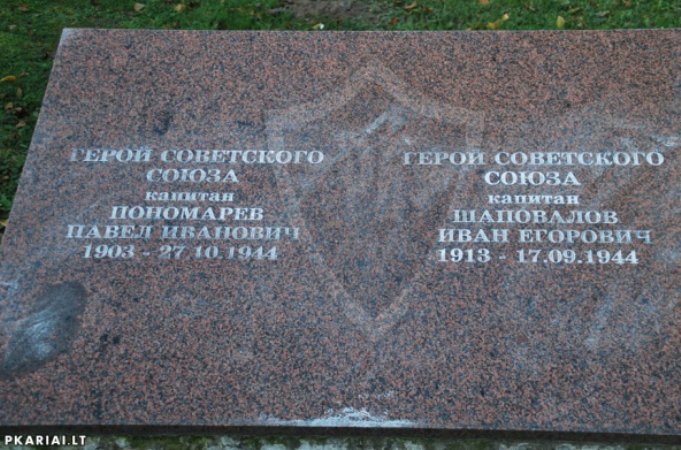 ГЕРОЙ СОВЕТСКОГО
СОЮЗА
капитан
ПОНОМАРЕВ
ПАВЕЛ ИВАНОВИЧ
1903 - 27.10.1944
ГЕРОЙ СОВЕТСКОГО
СОЮЗА
капитан
ШАПОВАЛОВ
ИВАН ЕГОРОВИЧ
1913 - 17.09.1944
PKARIAI.LT